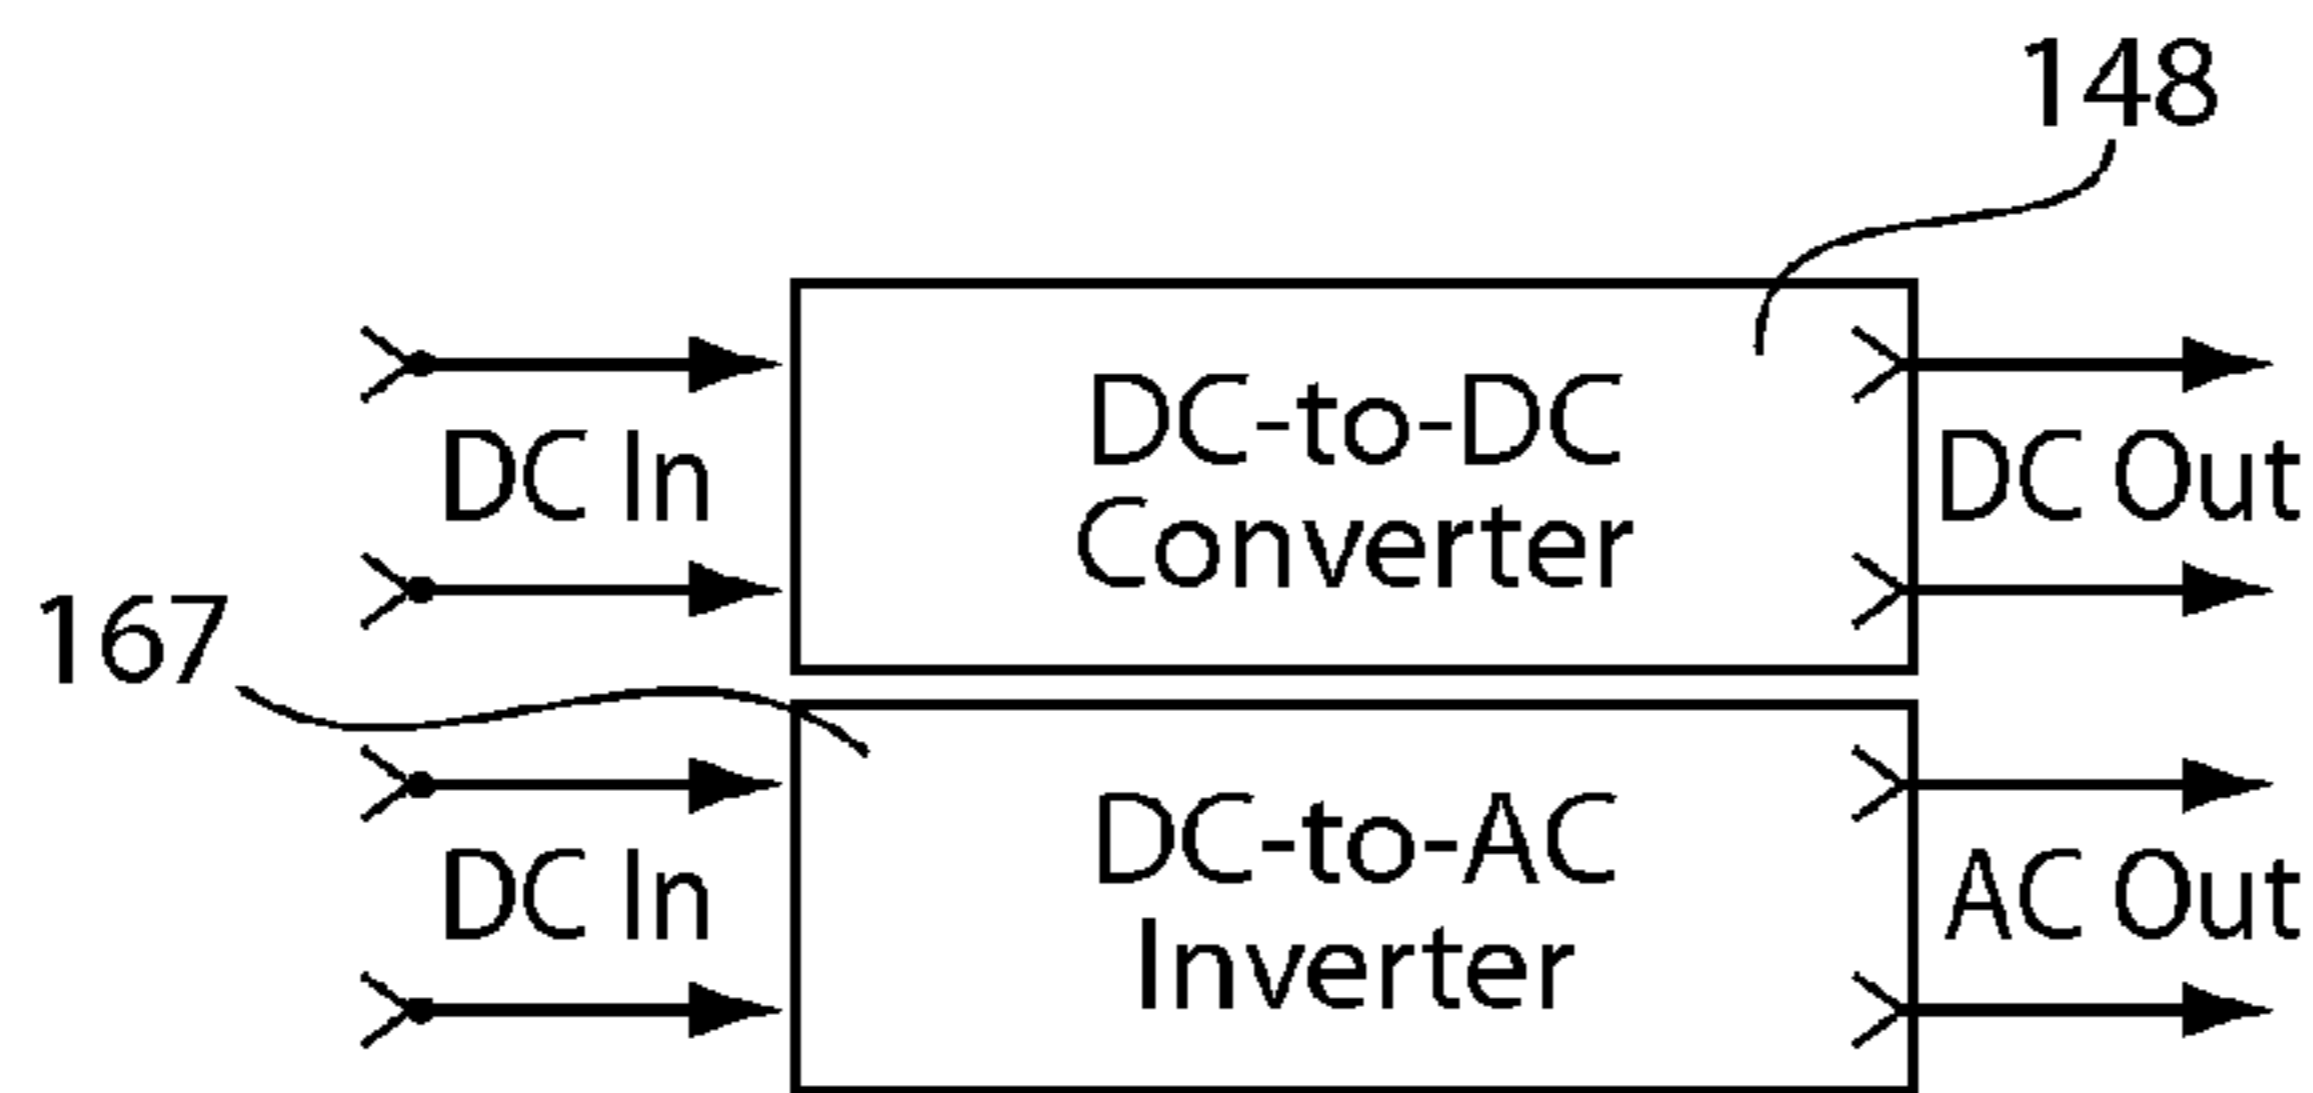 148
DC-to-DC
DC In
DC Out
Converter
167
DC-to-AC
DC In
AC Out
Inverter